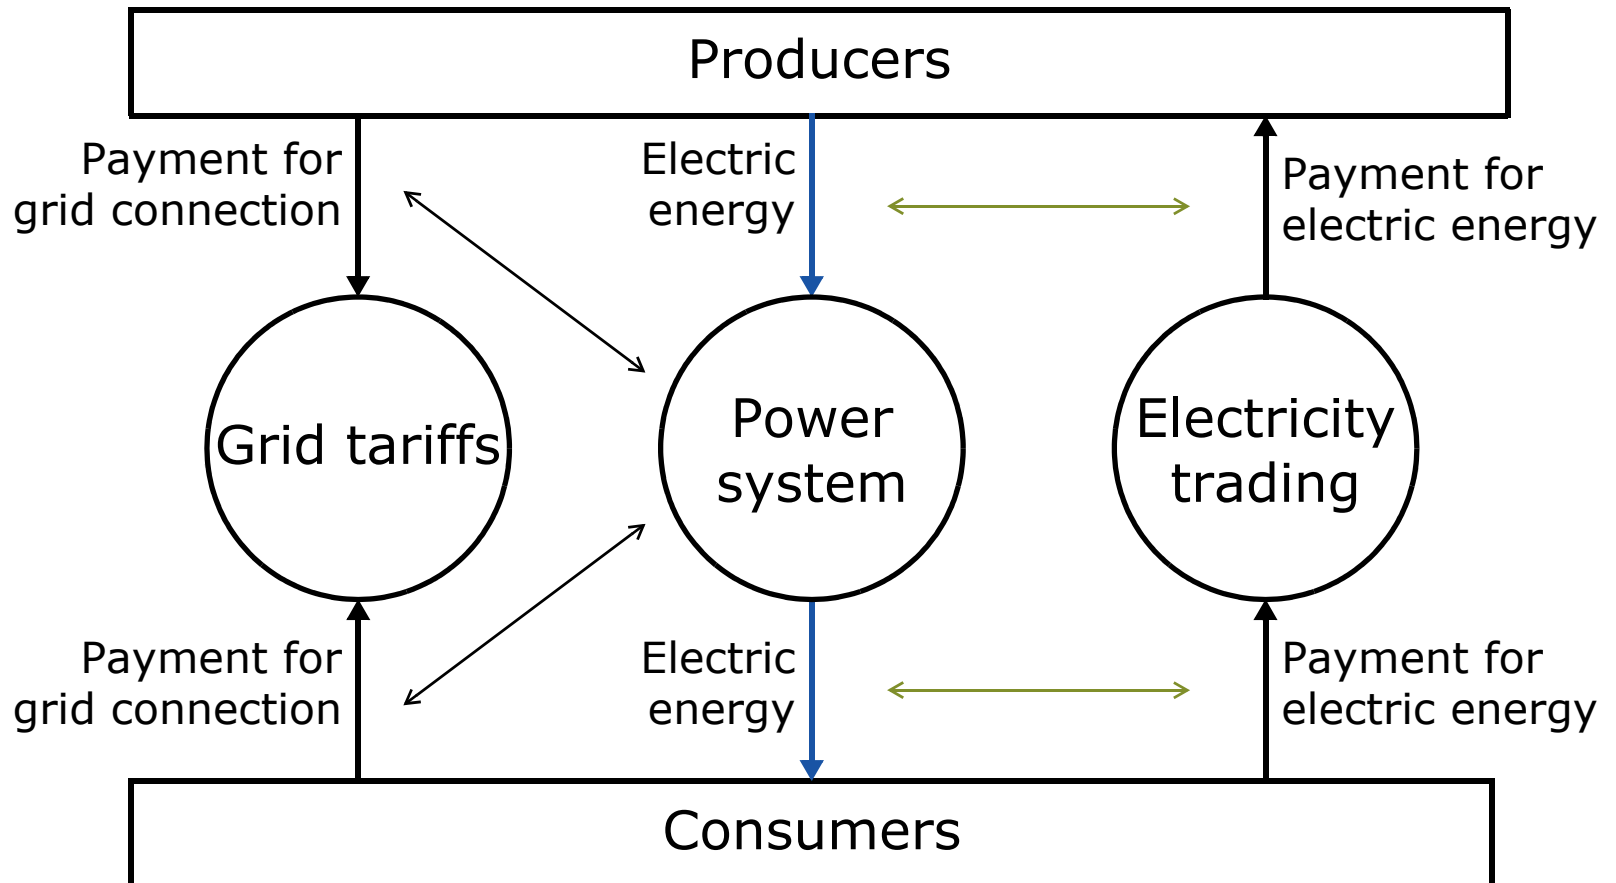 Producers
Payment for
grid connection
Electric
energy
Payment for
electric energy
Grid tariffs
Power
system
Electricity
trading
Payment for
grid connection
Electric
energy
Payment for
electric energy
Consumers